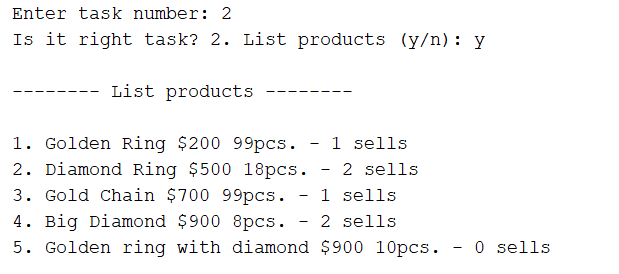 Enter task number: 2
Is it right task? 2. List products (y/n): y
-------- List products --------
1. Golden Ring $200 99pcs. - 1 sells
2. Diamond Ring $500 18pcs. - 2 sells
3. Gold Chain $700 99pcs. - 1 sells
4. Big Diamond $900 8pcs. - 2 sells
5. Golden ring with diamond $900 10pcs. - 0 sells